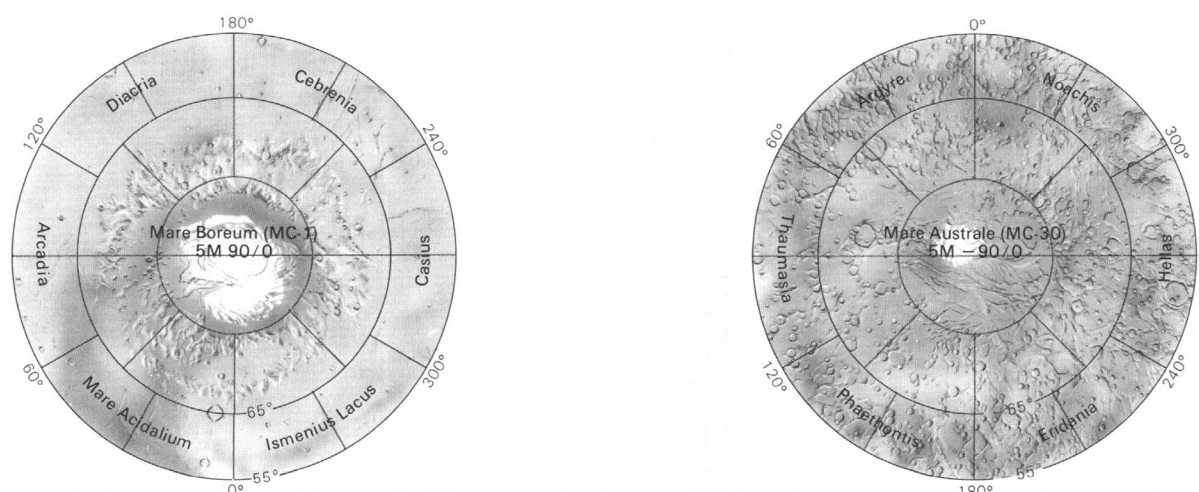 180°
Diacria
Cebrenia
120°
240°
Arcadia
Mare Boreum (MC-1)
5M 90/0
Casius
60°
300°
Mare Acidalium
65°
Ismenius Lacus
55°
0°
0°
Argyre
Noachis
60°
300°
Thaumasia
Mare Australe (MC-30)
5M – 90/0
Hellas
120°
240°
Phaethontis
65°
Eridania
55°
180°